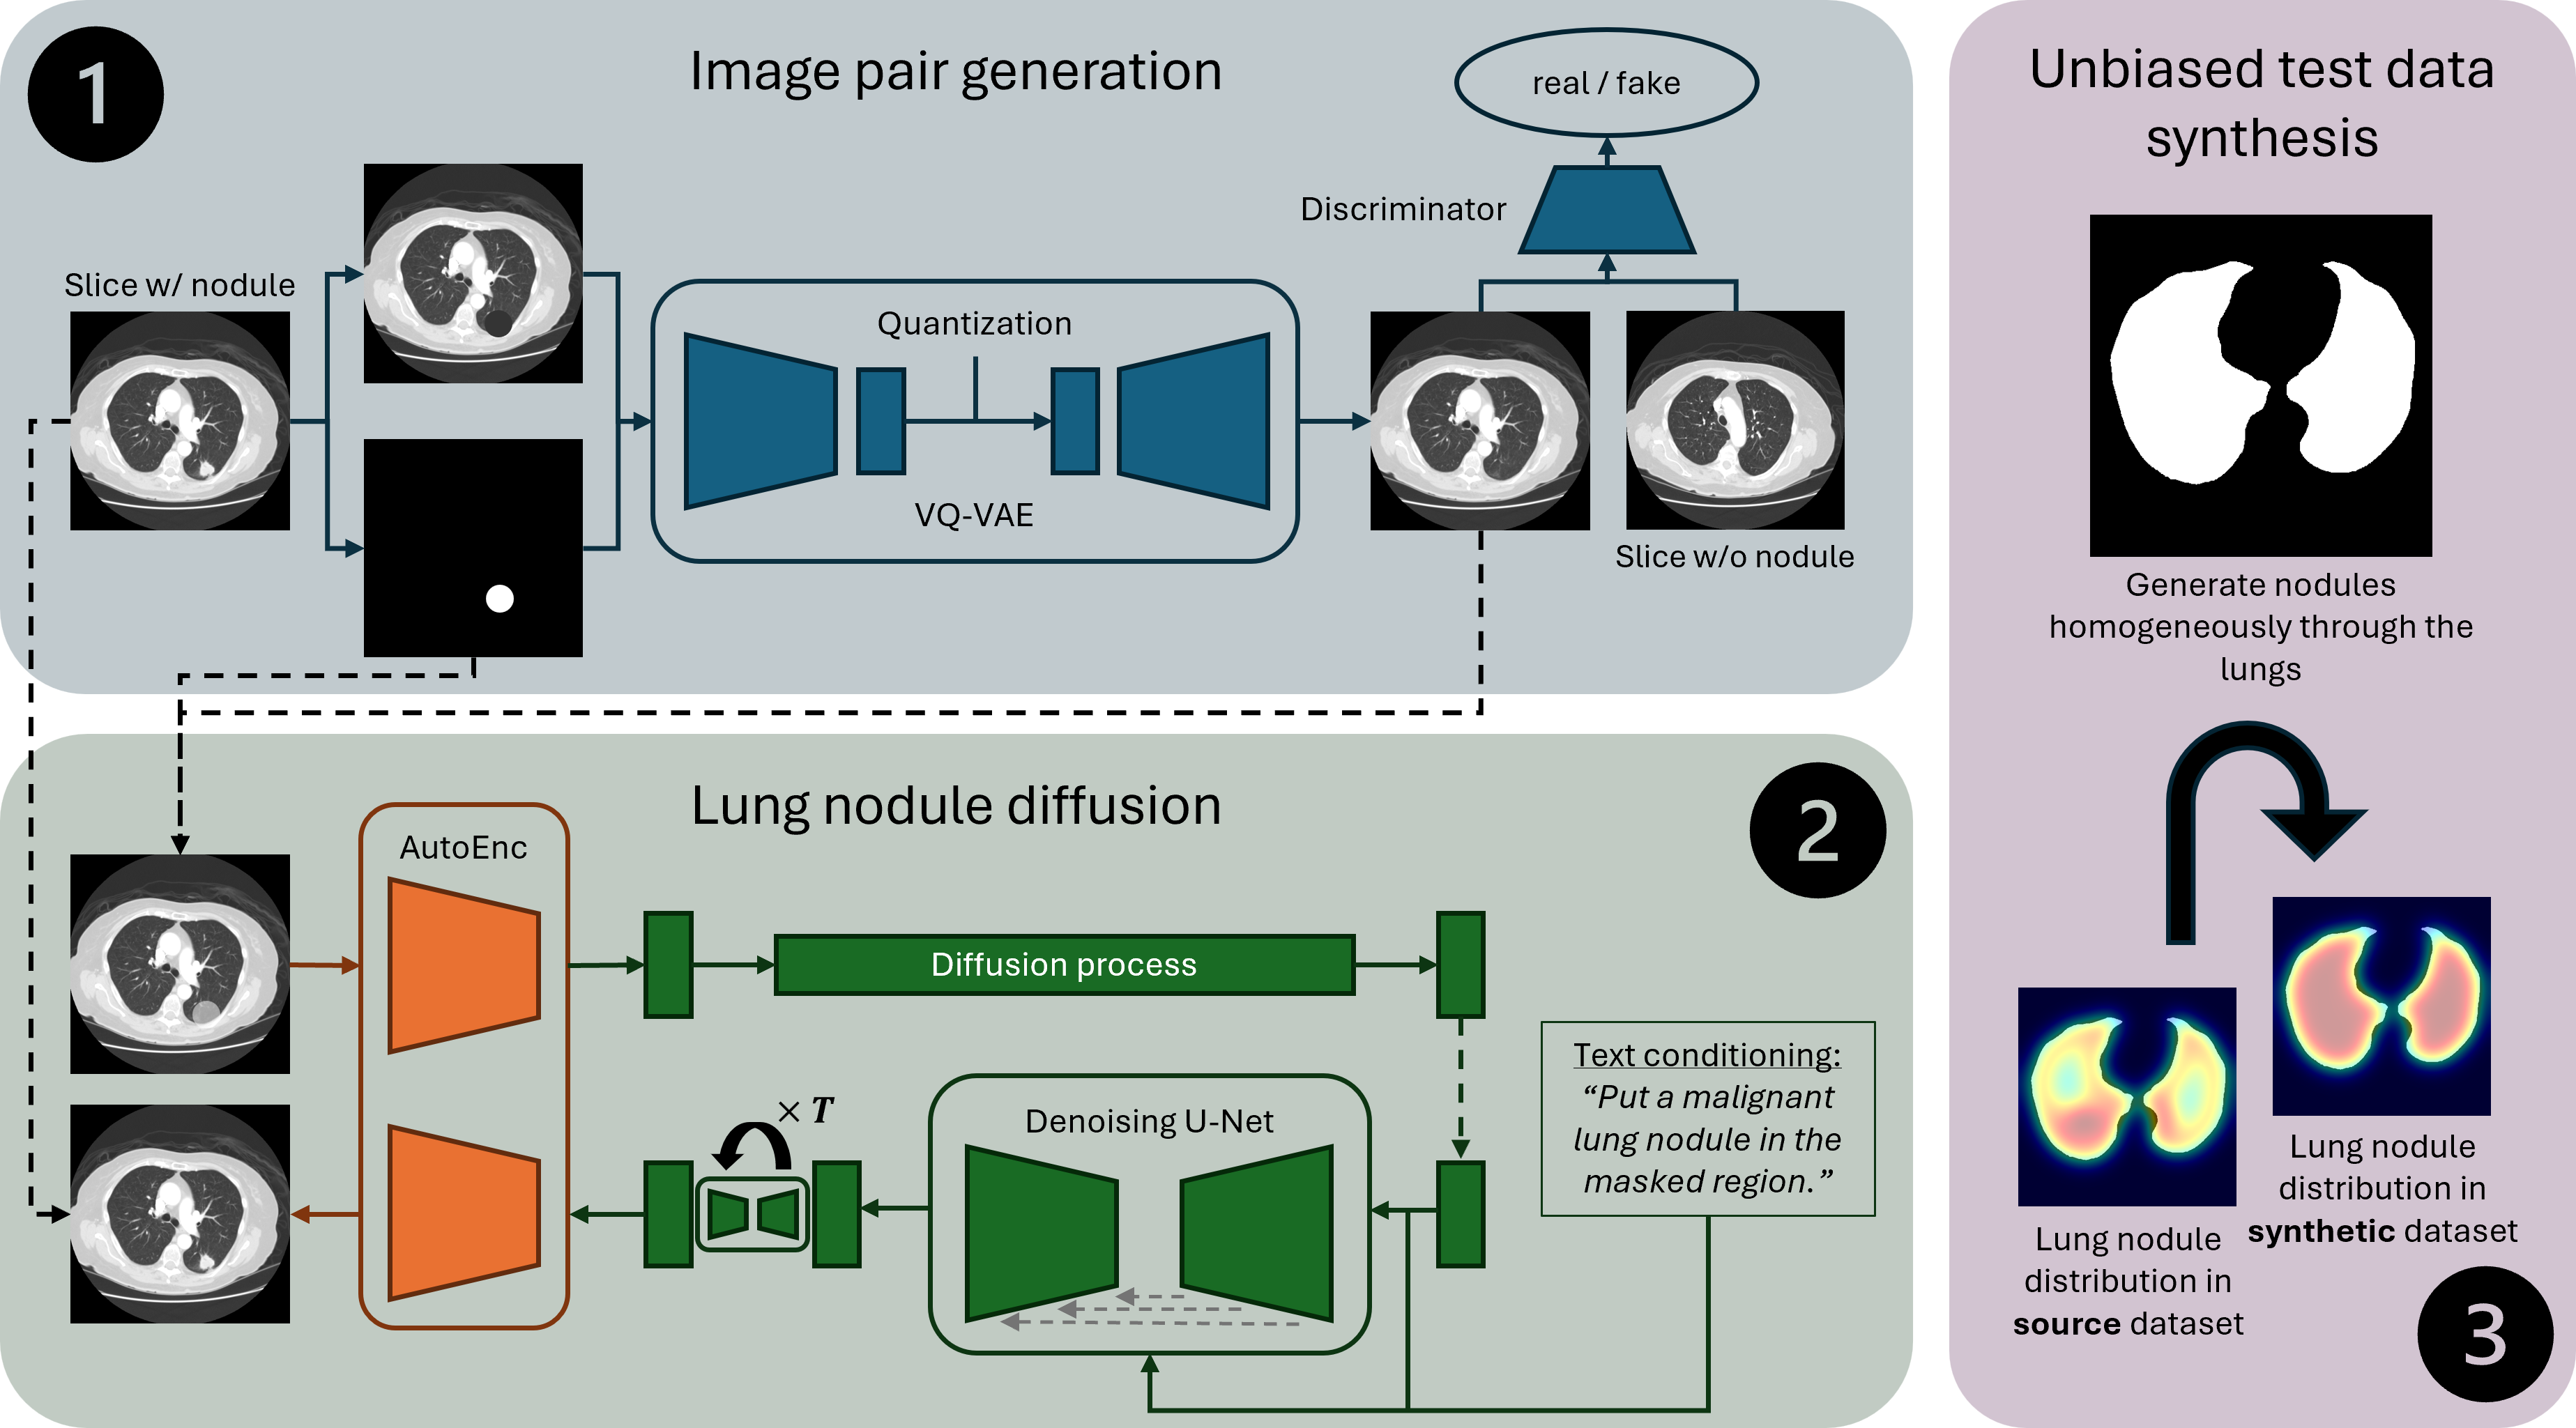 1
Image pair generation
real / fake
Discriminator
Slice w/ nodule
Quantization
VQ-VAE
Slice w/o nodule
2
Lung nodule diffusion
AutoEnc
Diffusion process
× T
Denoising U-Net
Text conditioning:
“Put a malignant
lung nodule in the
masked region.”
Unbiased test data
synthesis
Generate nodules
homogeneously through the
lungs
Lung nodule
distribution in
synthetic dataset
Lung nodule
distribution in
source dataset
3